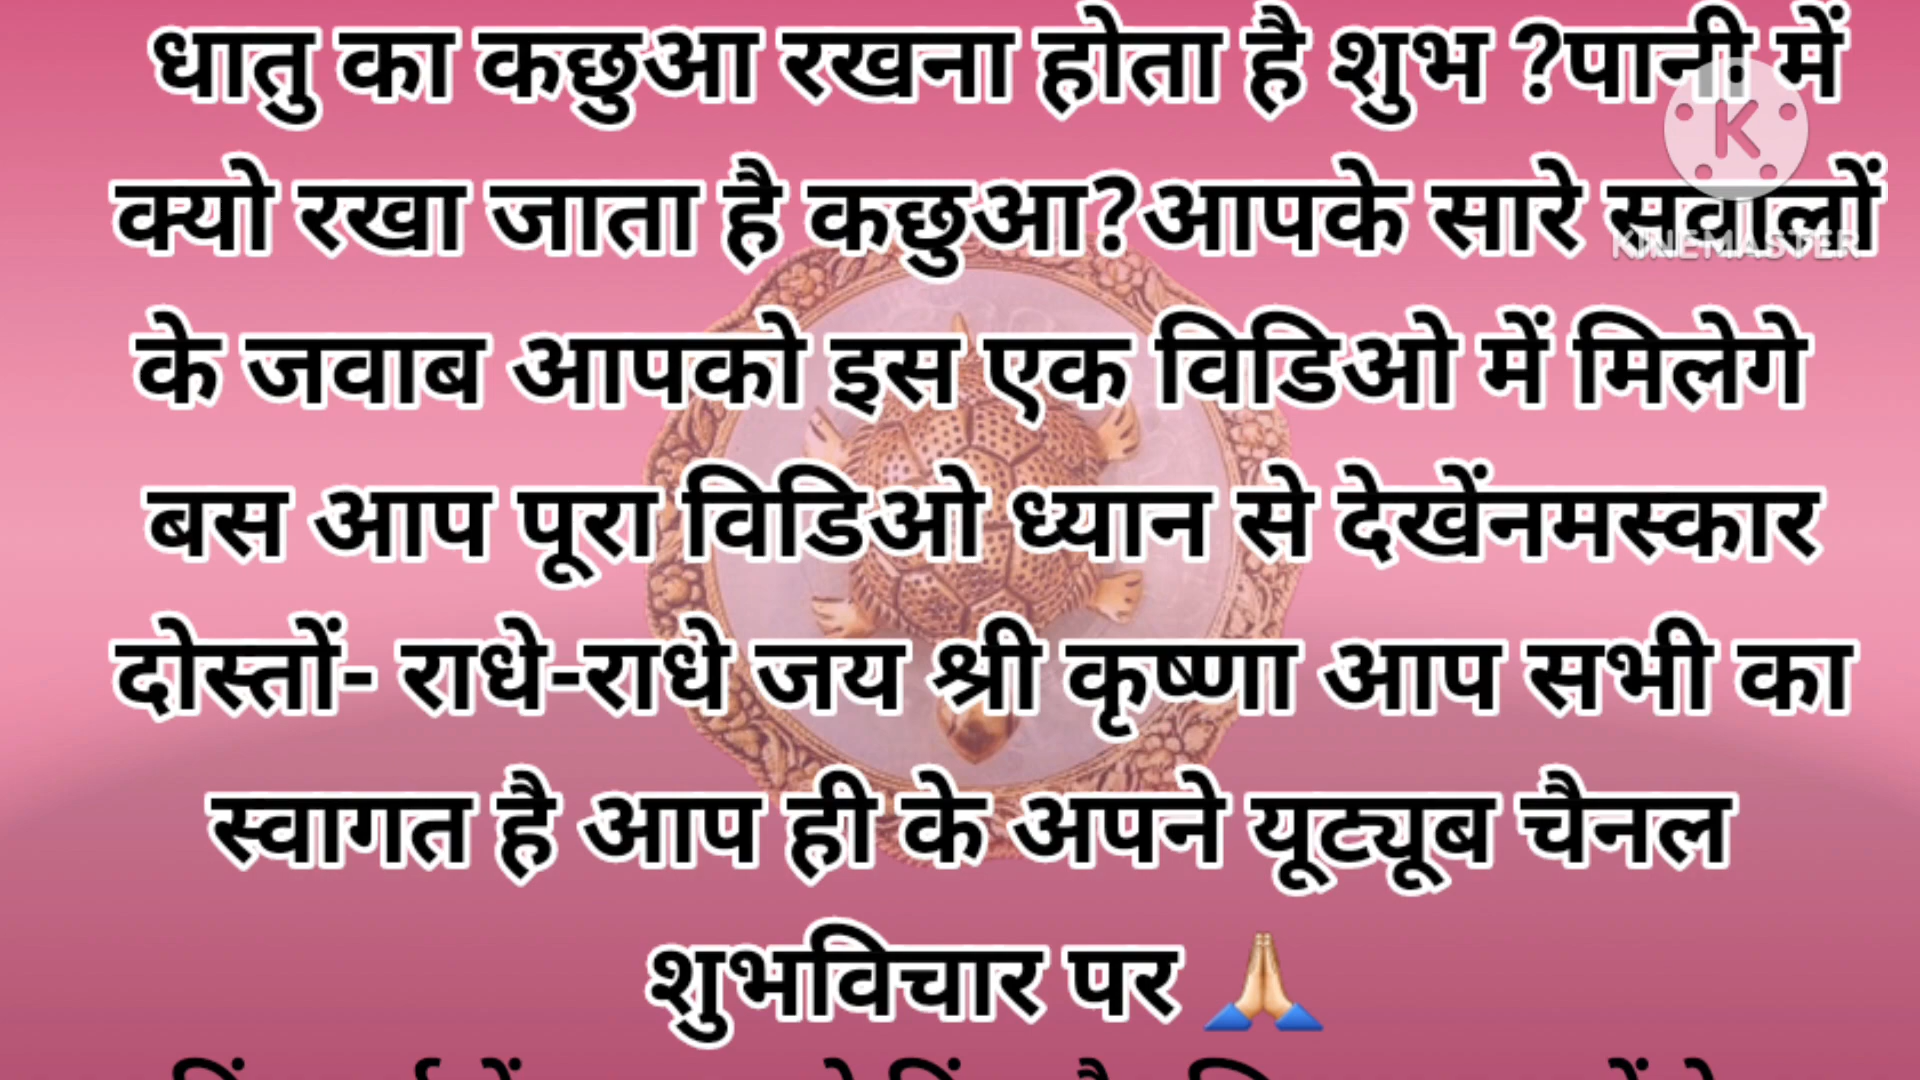 धातु का कछुआ रखना होता है शुभ ?पानी में
क्यो रखा जाता है कछुआ?आपके सारे सवालों
KINEMASTER
के जवाब आपको इस एक विडिओ में मिलेगे
बस आप पूरा विडिओ ध्यान से देखेंनमस्कार
दोस्तों- राधे-राधे जय श्री कृष्णा आप सभी का
स्वागत है आप ही के अपने यूट्यूब चैनल
शुभविचार पर 🙏🏻